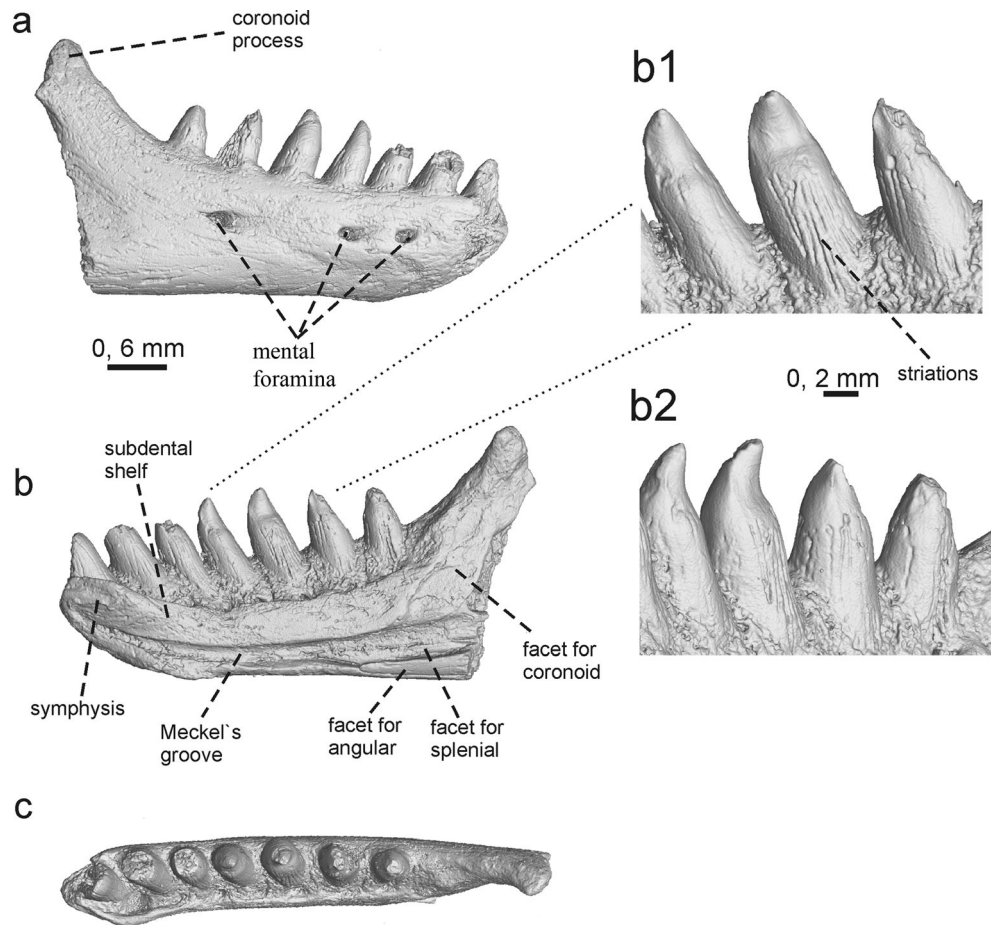 a
coronoid
process
b1
0, 6 mm
mental
foramina
striations
0, 2 mm
b2
b
subdental
shelf
symphysis
Meckel`s
groove
facet for
angular
facet for
splenial
facet for
coronoid
c